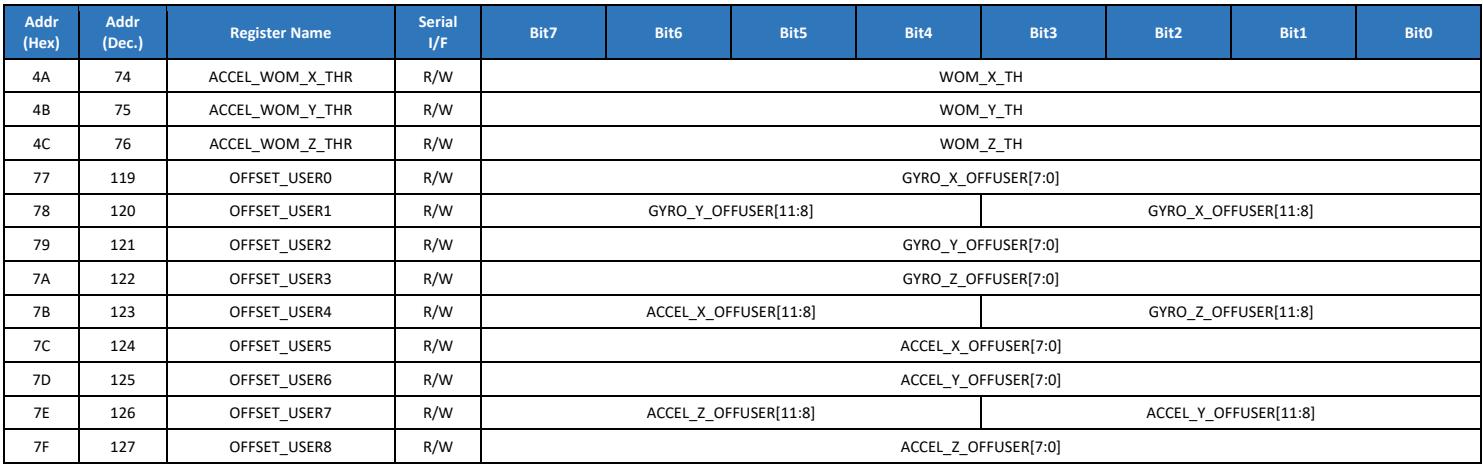 Addr (Hex) Addr (Dec.) Register Name Serial I/F Bit7 Bit6 Bit5 Bit4 Bit3 Bit2 Bit1 Bit0
4A 74 ACCEL_WOM_X_THR R/W WOM_X_TH
4B 75 ACCEL_WOM_Y_THR R/W WOM_Y_TH
4C 76 ACCEL_WOM_Z_THR R/W WOM_Z_TH
77 119 OFFSET_USER0 R/W GYRO_X_OFFUSER[7:0]
78 120 OFFSET_USER1 R/W GYRO_Y_OFFUSER[11:8] GYRO_X_OFFUSER[11:8]
79 121 OFFSET_USER2 R/W GYRO_Y_OFFUSER[7:0]
7A 122 OFFSET_USER3 R/W GYRO_Z_OFFUSER[7:0]
7B 123 OFFSET_USER4 R/W ACCEL_X_OFFUSER[11:8] GYRO_Z_OFFUSER[11:8]
7C 124 OFFSET_USER5 R/W ACCEL_X_OFFUSER[7:0]
7D 125 OFFSET_USER6 R/W ACCEL_Y_OFFUSER[7:0]
7E 126 OFFSET_USER7 R/W ACCEL_Z_OFFUSER[11:8] ACCEL_Y_OFFUSER[11:8]
7F 127 OFFSET_USER8 R/W ACCEL_Z_OFFUSER[7:0]